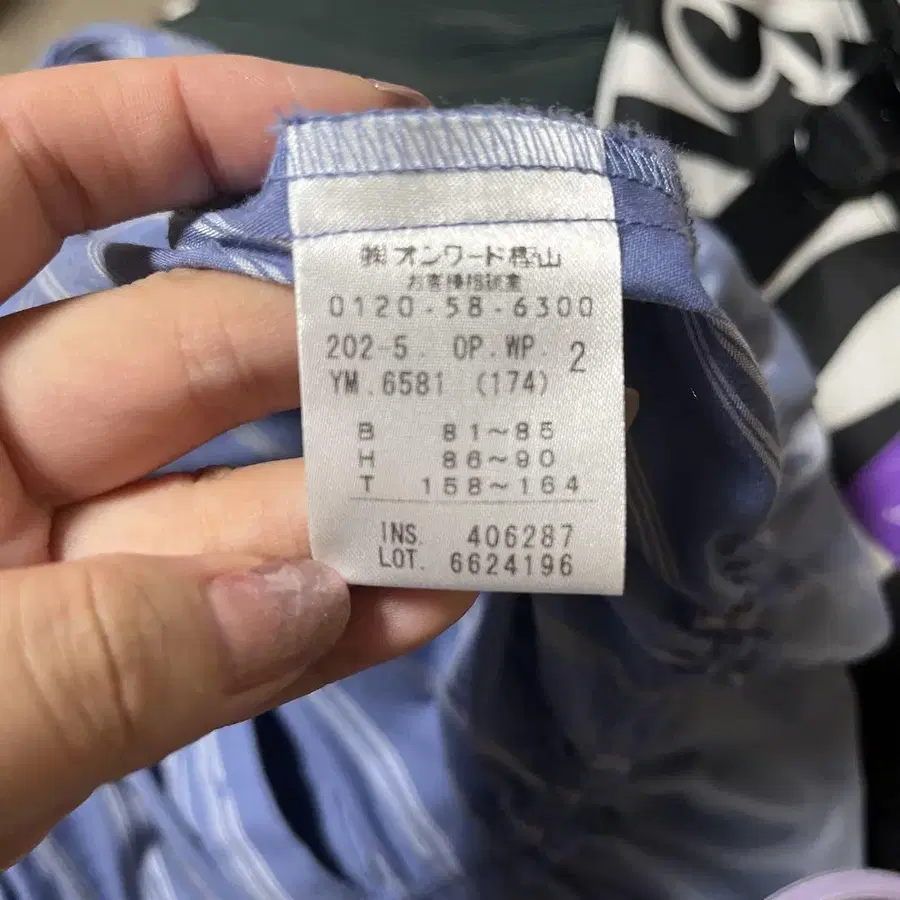 ㈱オンワード樫山
お客様相談室
0120-58-6300
202-5. OP.WP. 2
YM.6581 (174)
B 81~85
H 86~90
T 158~164
INS. 406287
LOT. 6624196